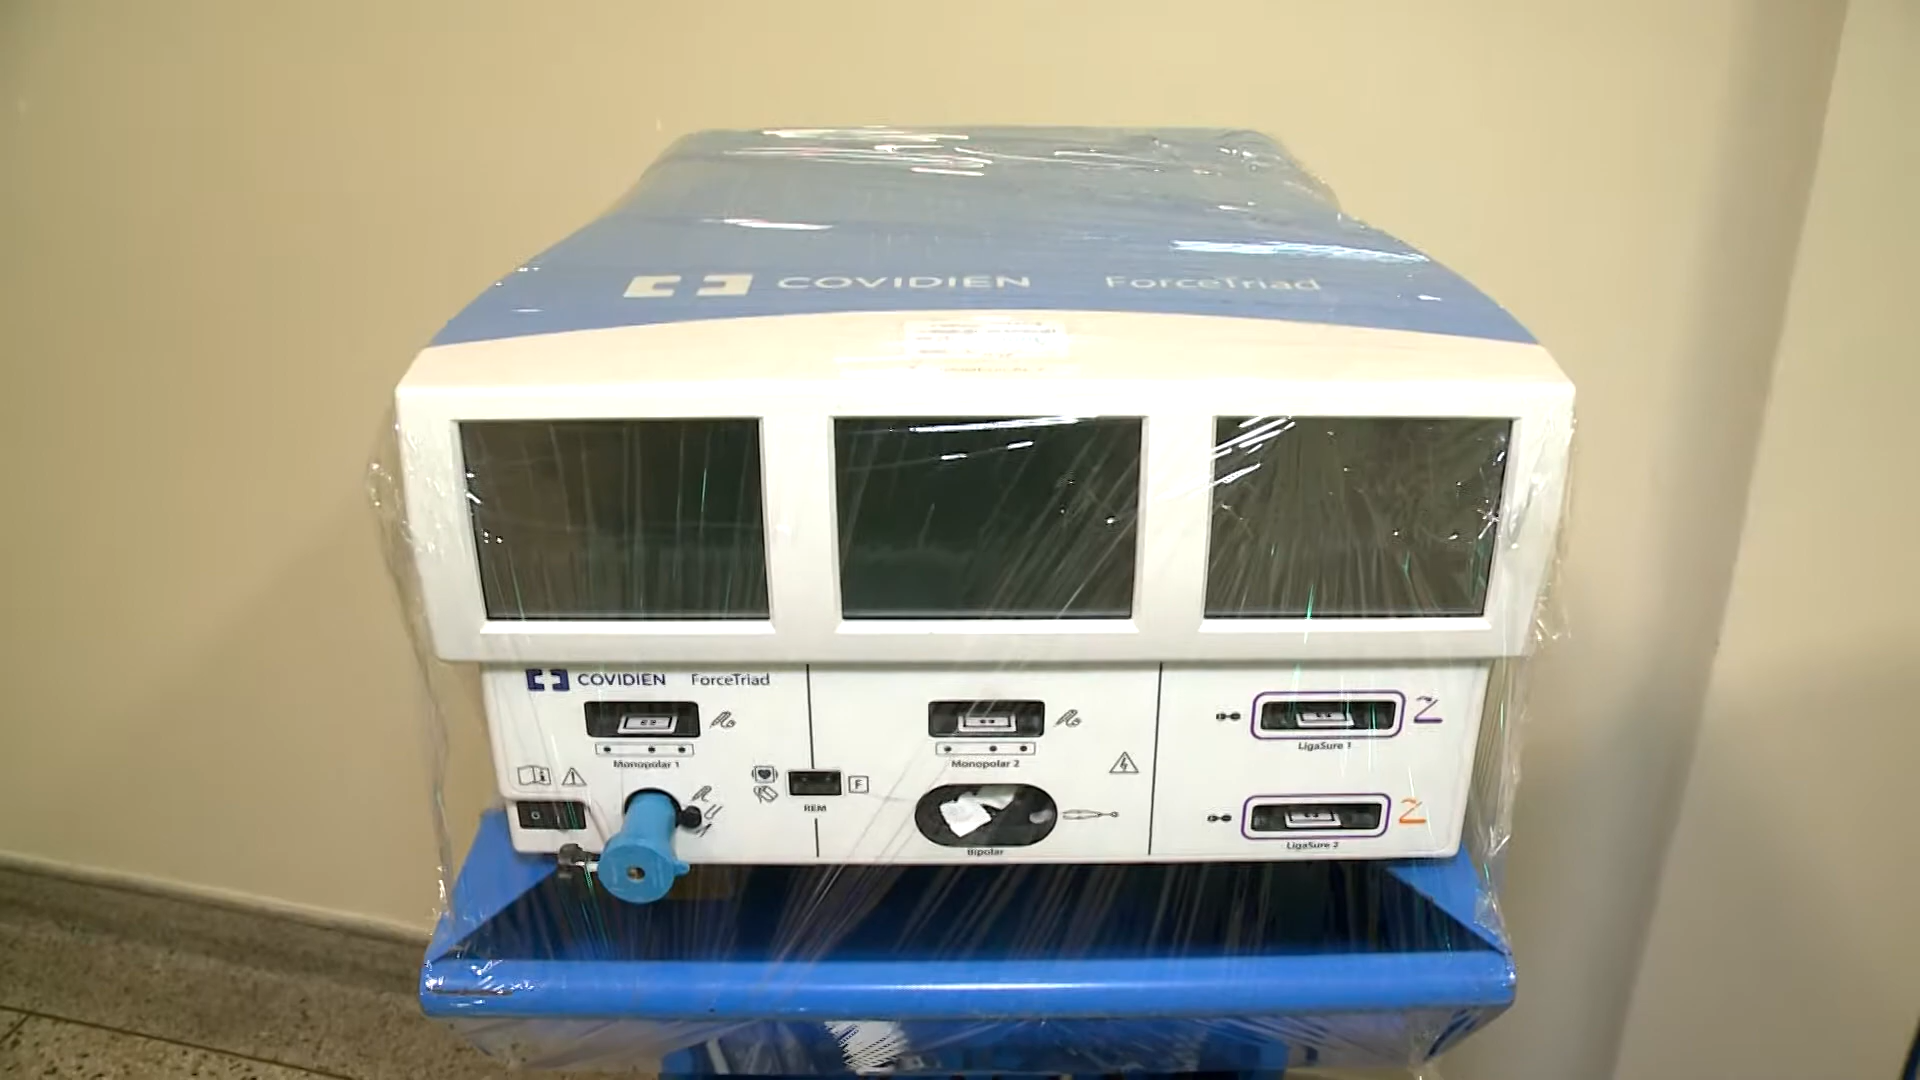 COVIDIEN ForceTriad
COVIDIEN ForceTriad
Monopolar 1
Monopolar 2
LigaSure 1
REM
F
Bipolar
LigaSure 2